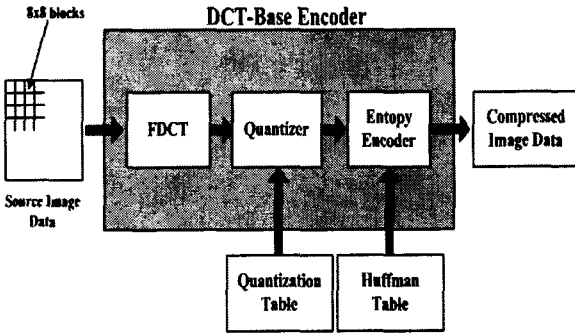 8x8 blocks
DCT-Base Encoder
FDCT
Quantizer
Entopy
Encoder
Compressed
Image Data
Source Image
Data
Quantization
Table
Huffman
Table